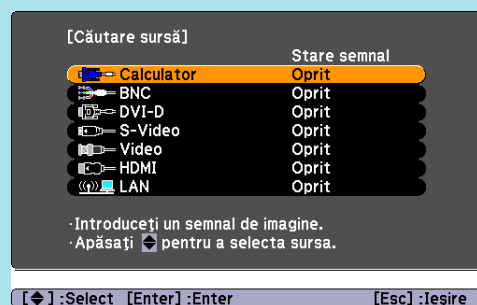 [Căutare sursă]
Stare semnal
Calculator Oprit
BNC Oprit
DVI-D Oprit
S-Video Oprit
Video Oprit
HDMI Oprit
LAN Oprit
·Introduceţi un semnal de imagine.
·Apăsaţi pentru a selecta sursa.
[] :Select [Enter] :Enter [Esc] :Ieşire